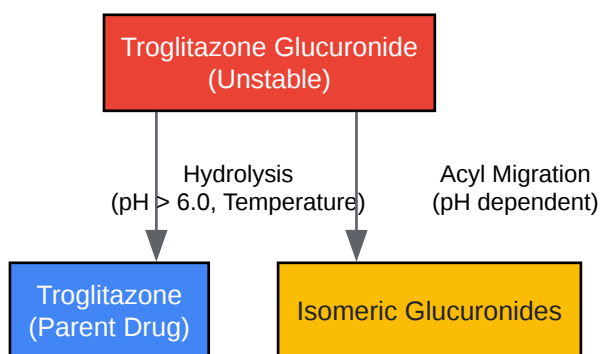 Troglitazone Glucuronide
(Unstable)
Hydrolysis
(pH > 6.0, Temperature)
Acyl Migration
(pH dependent)
Troglitazone
(Parent Drug)
Isomeric Glucuronides